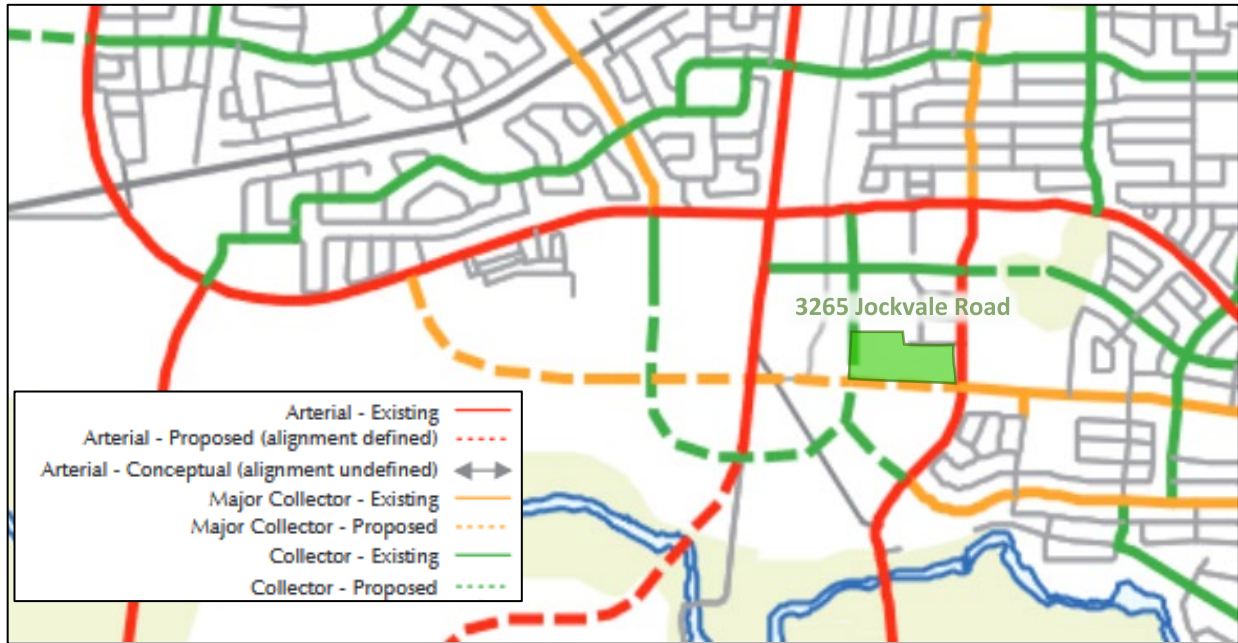 3265 Jockvale Road
Arterial - Existing
Arterial - Proposed (alignment defined)
Arterial - Conceptual (alignment undefined)
Major Collector - Existing
Major Collector - Proposed
Collector - Existing
Collector - Proposed